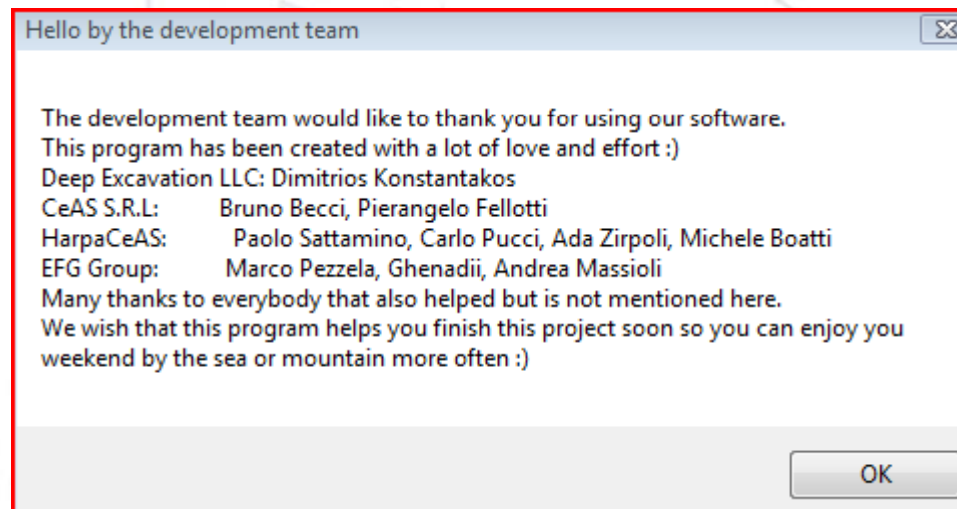 Hello by the development team
The development team would like to thank you for using our software.
This program has been created with a lot of love and effort :)
Deep Excavation LLC: Dimitrios Konstantakos
CeAS S.R.L: Bruno Becci, Pierangelo Fellotti
HarpaCeAS: Paolo Sattamino, Carlo Pucci, Ada Zirpoli, Michele Boatti
EFG Group: Marco Pezzela, Ghenadii, Andrea Massioli
Many thanks to everybody that also helped but is not mentioned here.
We wish that this program helps you finish this project soon so you can enjoy you
weekend by the sea or mountain more often :)
OK